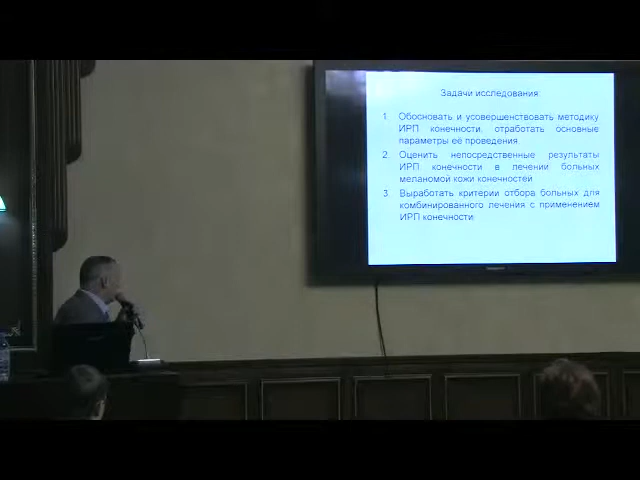 Задачи исследования:
1. Обосновать и усовершенствовать методику
ИРП конечности, отработать основные
параметры её проведения.
2. Оценить непосредственные результаты
ИРП конечности в лечении больных
меланомой кожи конечностей
3. Выработать критерии отбора больных для
комбинированного лечения с применением
ИРП конечности.